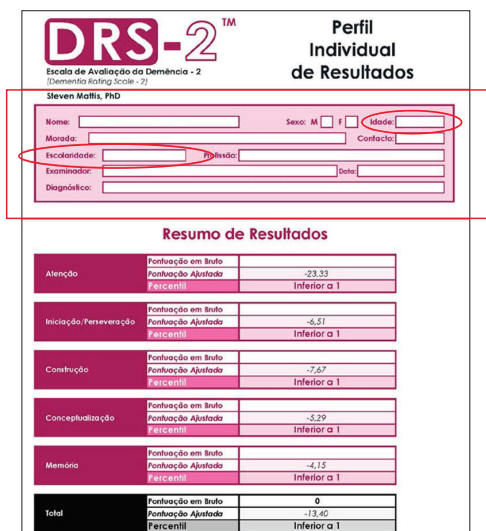 DRS-2™
Perfil
Individual
de Resultados
Escala de Avaliação da Demência - 2
(Dementia Rating Scale - 2)
Steven Mattis, PhD
Nome: Sexo: M F Idade:
Morada: Contacto:
Escolaridade: Profissão:
Examinador: Data:
Diagnóstico:
Resumo de Resultados
Pontuação em Bruto
Atenção Pontuação Ajustada -23,33
Percentil Inferior a 1
Pontuação em Bruto
Iniciação/Perseveração Pontuação Ajustada -6,51
Percentil Inferior a 1
Pontuação em Bruto
Construção Pontuação Ajustada -7,67
Percentil Inferior a 1
Pontuação em Bruto
Conceptualização Pontuação Ajustada -5,29
Percentil Inferior a 1
Pontuação em Bruto
Memória Pontuação Ajustada -4,15
Percentil Inferior a 1
Pontuação em Bruto 0
Total Pontuação Ajustada -13,40
Percentil Inferior a 1